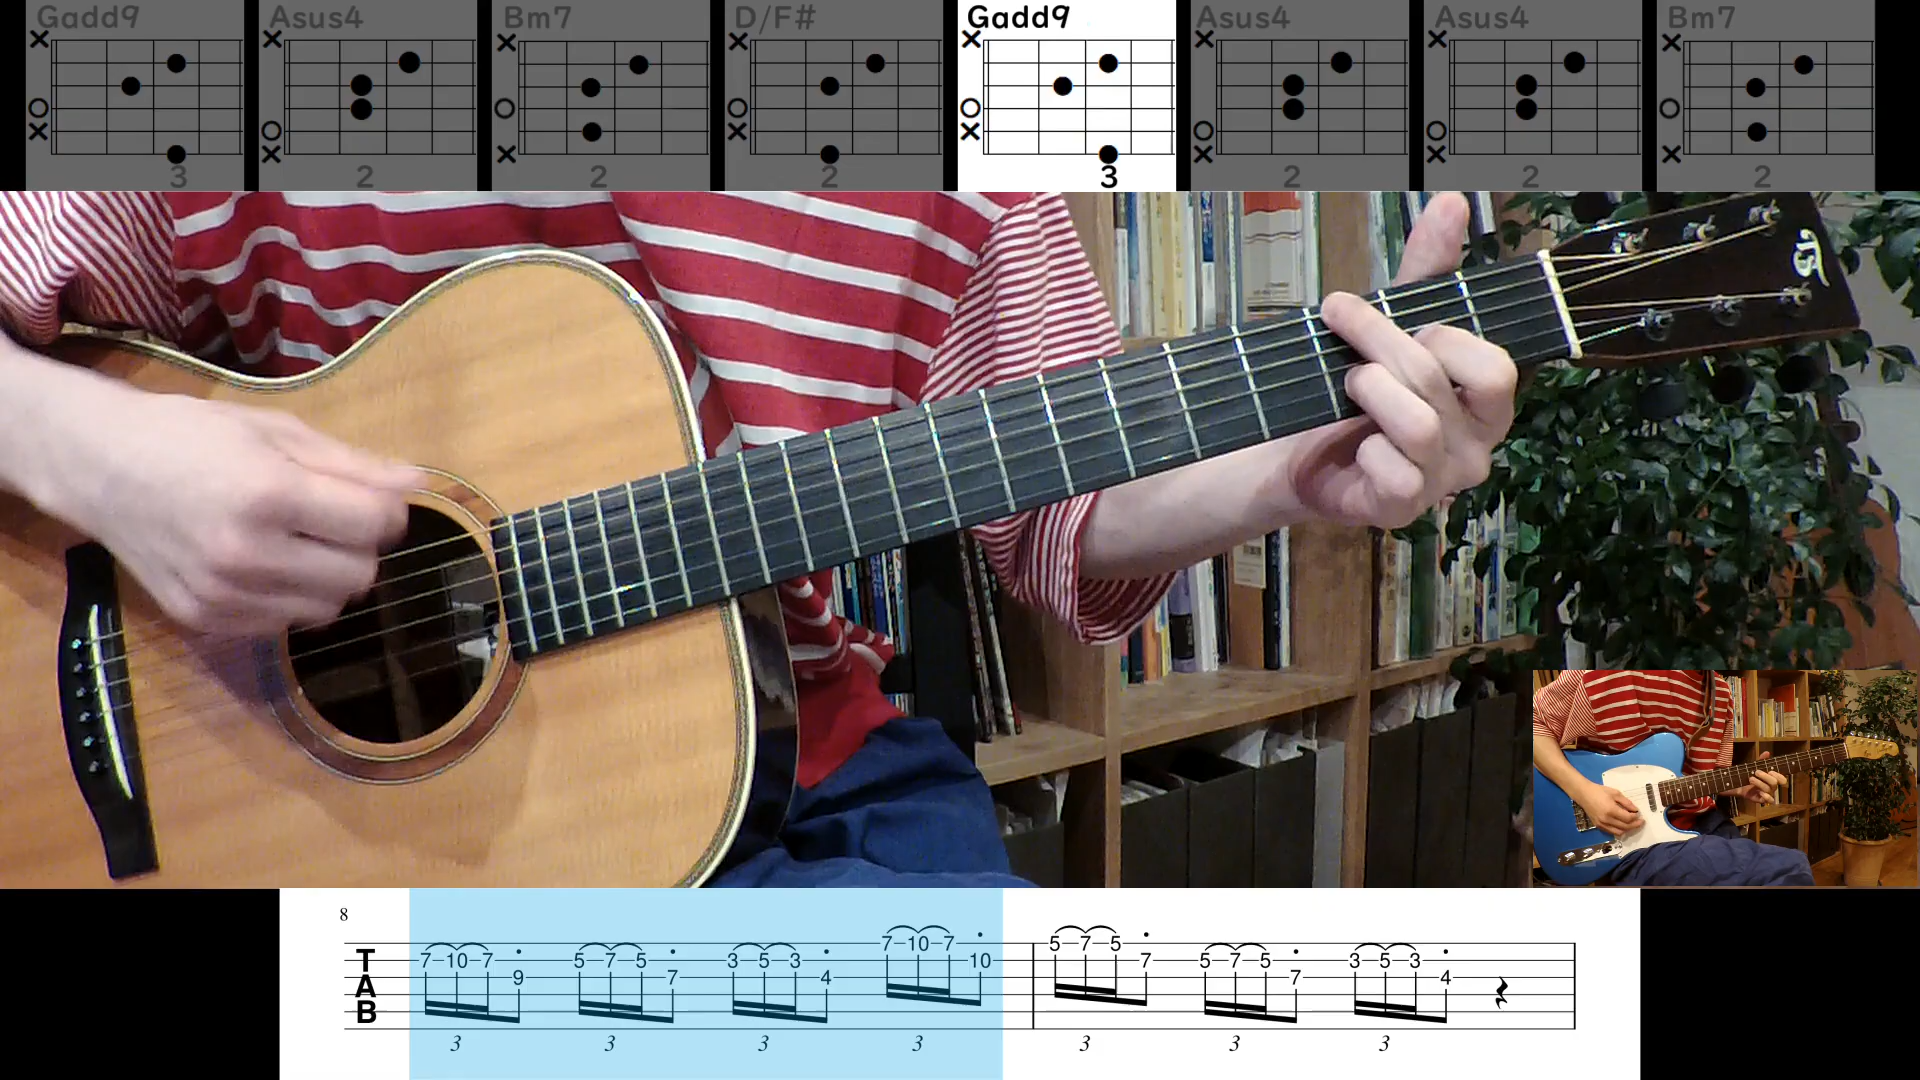 Gadd9 Asus4 Bm7 D/F# Gadd9 Asus4 Asus4 Bm7
3 2 2 2 3 2 2 2
8
TAB
7 10 7 5 7 5
7 10 7 9 5 7 5 7 3 5 3 4 10 7 5 7 5 7 3 5 3 4
3 3 3 3 3 3 3